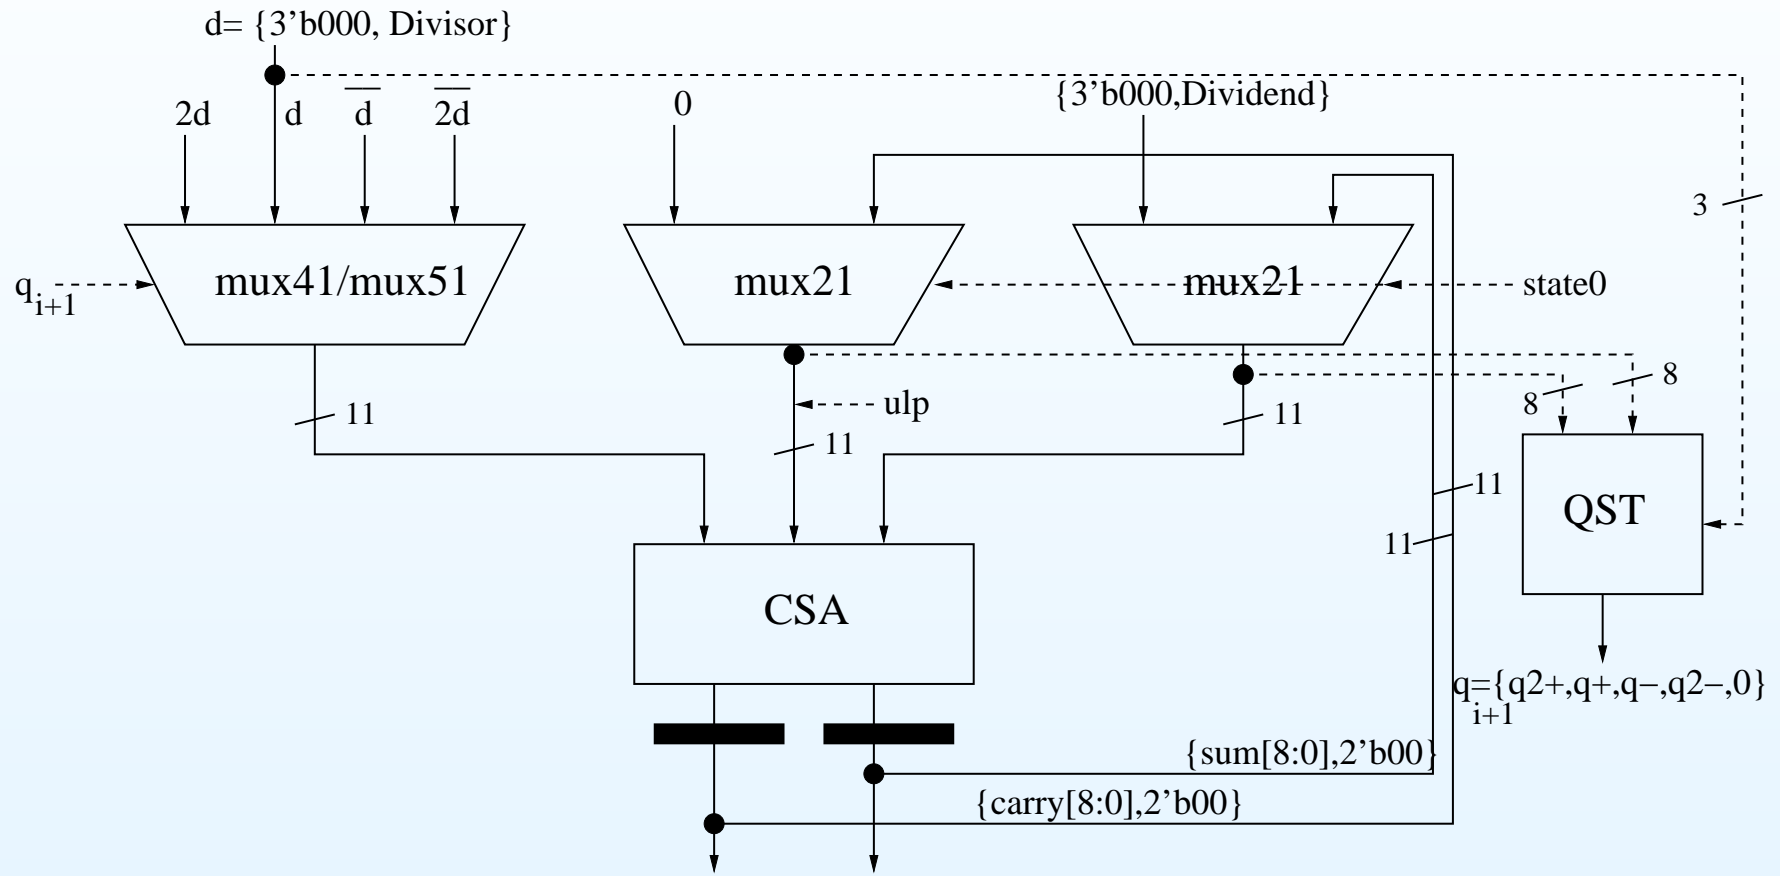 d= {3’b000, Divisor}
{3’b000,Dividend}
2d
d
d
2d
0
3
mux41/mux51
mux21
mux21
q
i+1
state0
8
8
ulp
11
11
11
11
11
QST
CSA
q={q2+,q+,q−,q2−,0}
i+1
{sum[8:0],2’b00}
{carry[8:0],2’b00}